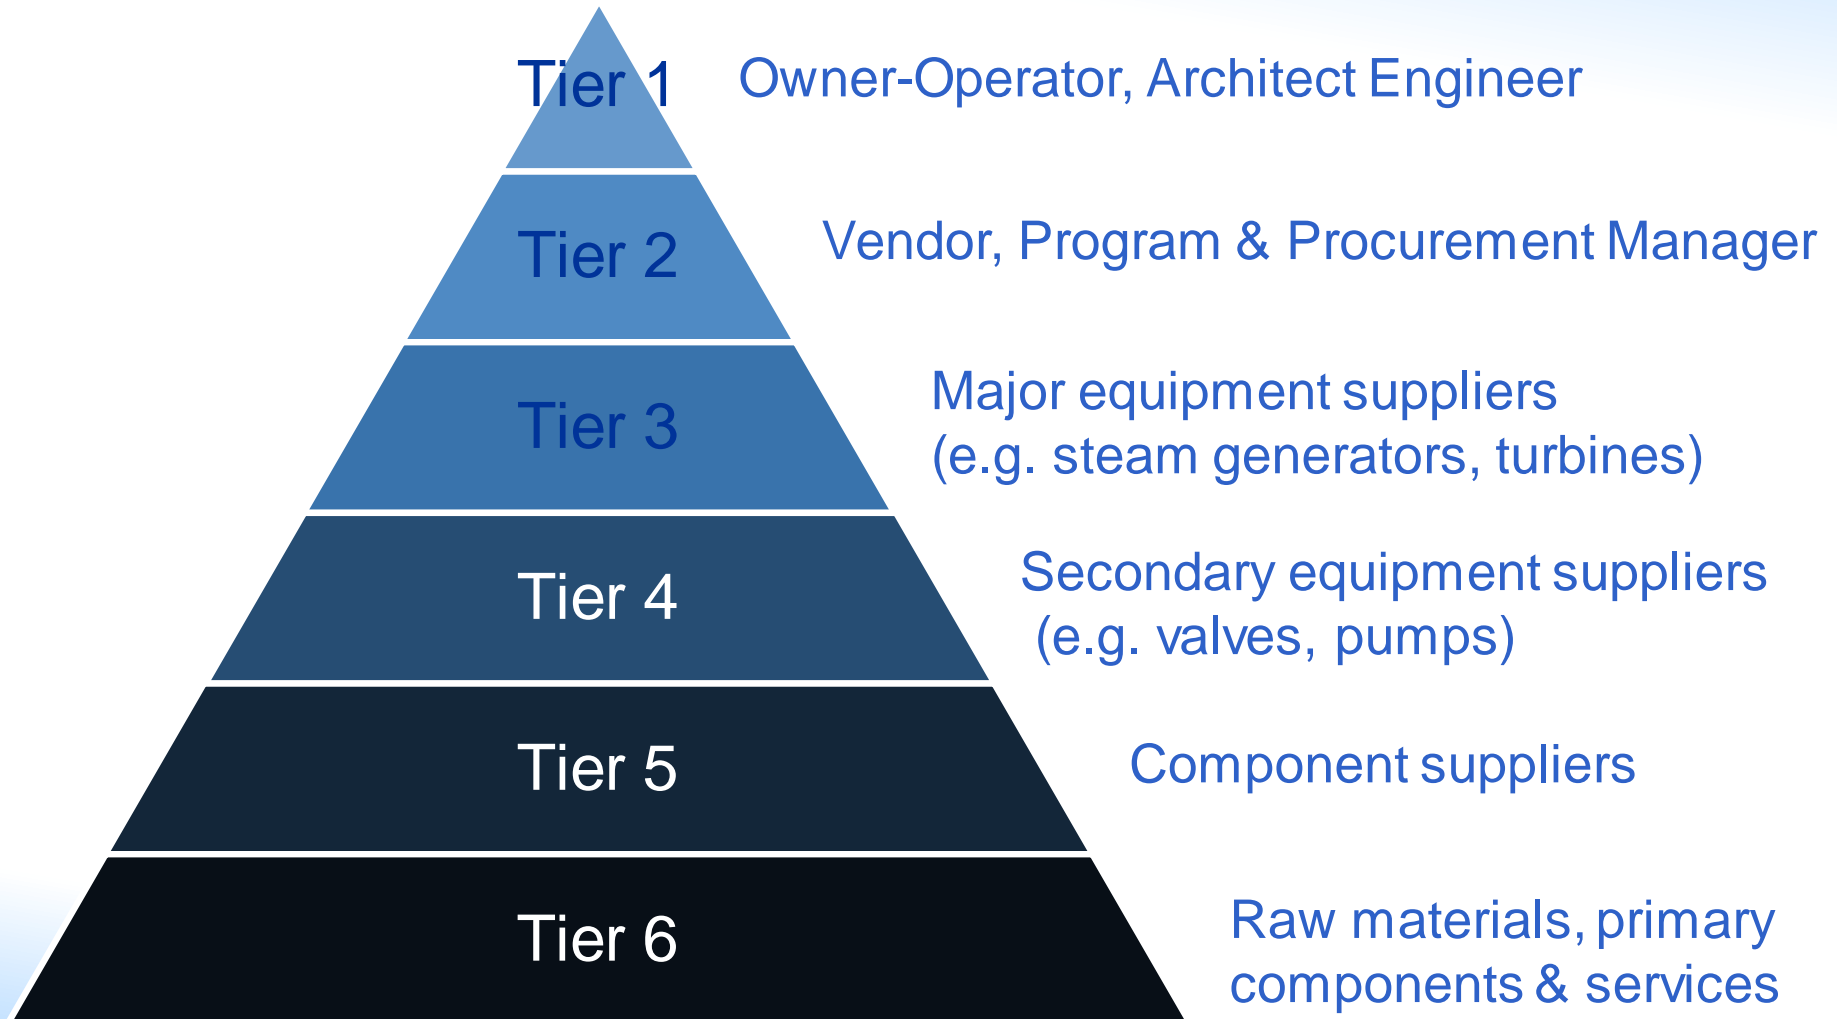 Tier 1
Owner-Operator, Architect Engineer
Tier 2
Vendor, Program & Procurement Manager
Tier 3
Major equipment suppliers
(e.g. steam generators, turbines)
Tier 4
Secondary equipment suppliers
(e.g. valves, pumps)
Tier 5
Component suppliers
Tier 6
Raw materials, primary
components & services